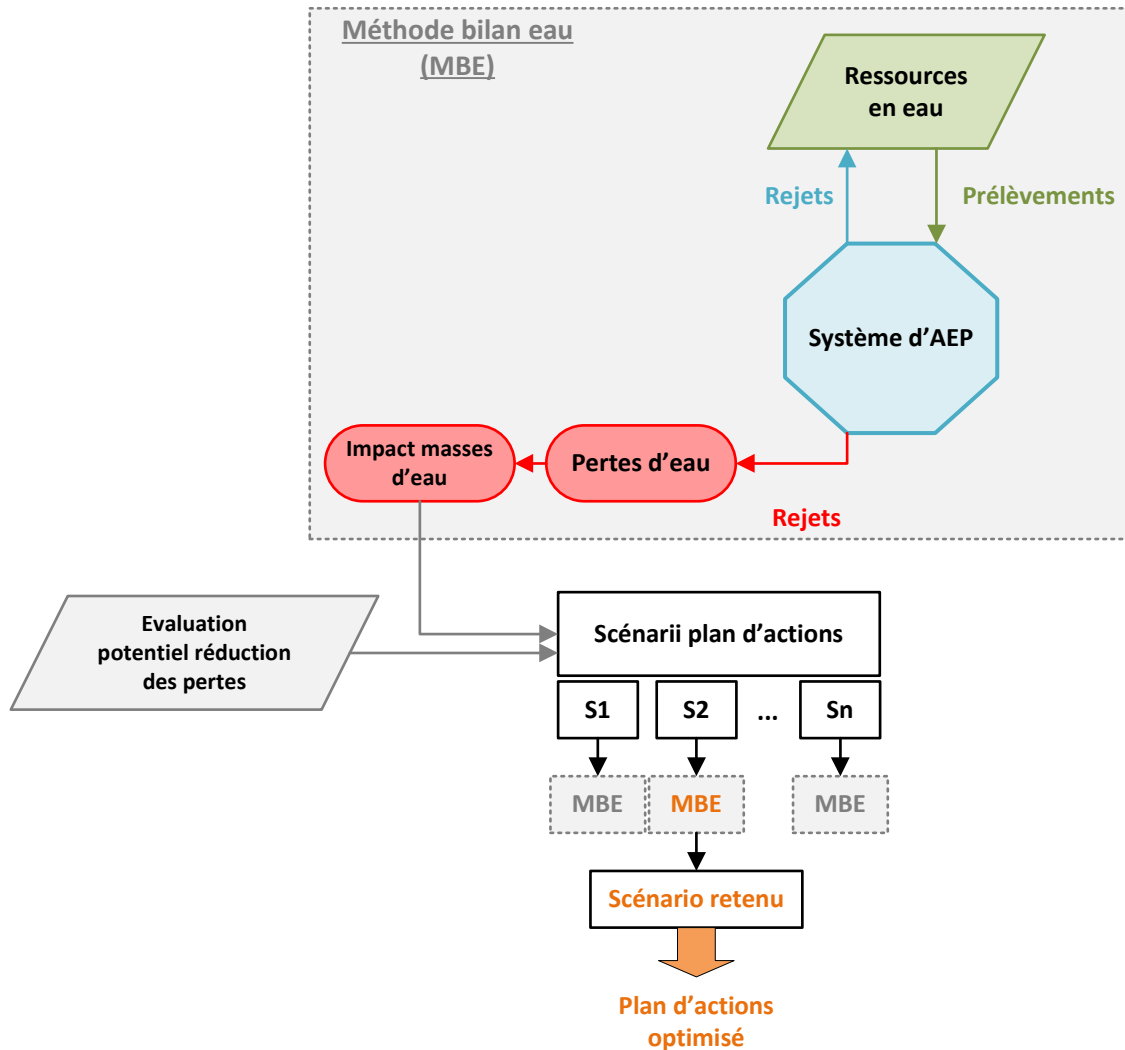 Méthode bilan eau
(MBE)
Ressources
en eau
Rejets
Prélèvements
Système d'AEP
Impact masses
d'eau
Pertes d'eau
Rejets
Evaluation
potentiel réduction
des pertes
Scénarii plan d'actions
S1
S2
...
Sn
MBE
MBE
MBE
Scénario retenu
Plan d'actions
optimisé